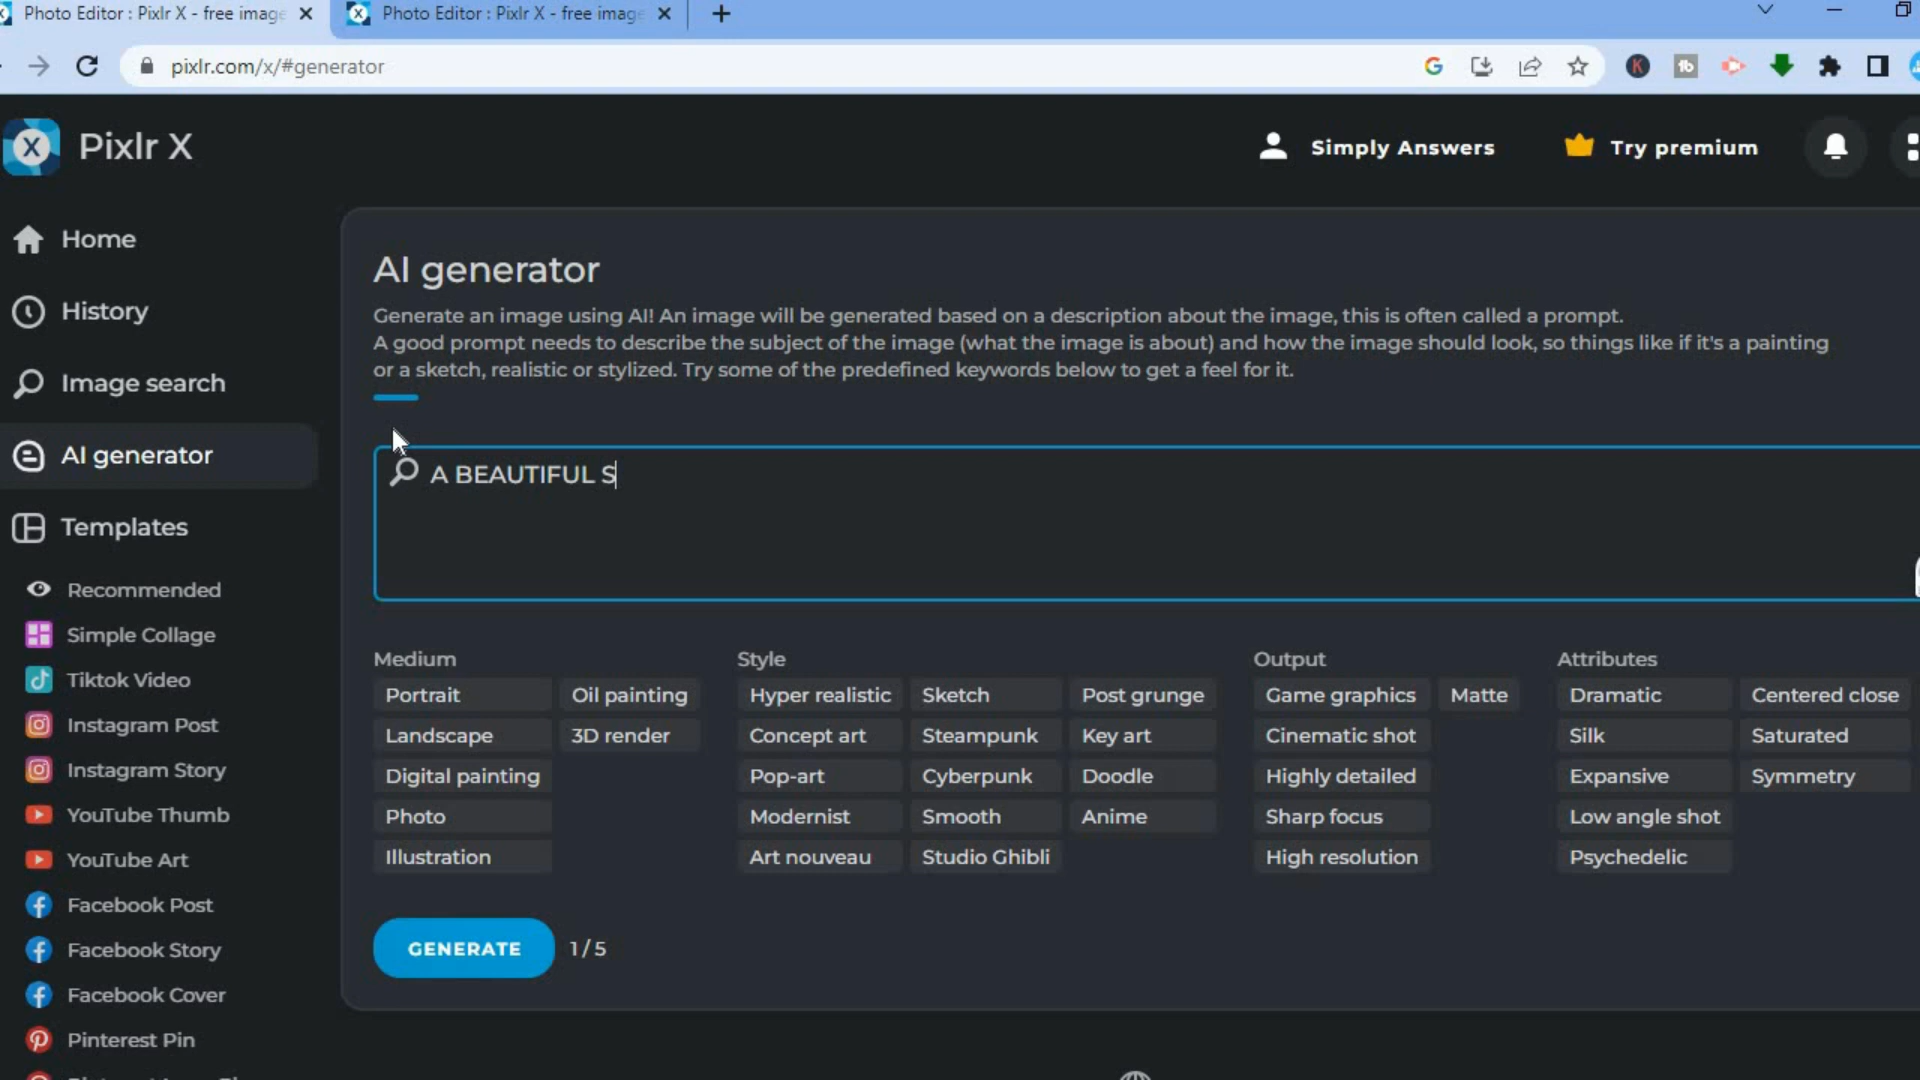 Photo Editor : Pixlr X - free image
Photo Editor : Pixlr X - free imag
pixlr.com/x/#generator
Pixlr X
Simply Answers
Try premium
Home
History
Image search
AI generator
Templates
Recommended
Simple Collage
Tiktok Video
Instagram Post
Instagram Story
YouTube Thumb
YouTube Art
Facebook Post
Facebook Story
Facebook Cover
Pinterest Pin
AI generator
Generate an image using AI! An image will be generated based on a description about the image, this is often called a prompt.
A good prompt needs to describe the subject of the image (what the image is about) and how the image should look, so things like if it's a painting
or a sketch, realistic or stylized. Try some of the predefined keywords below to get a feel for it.
A BEAUTIFUL S
Medium
Portrait
Oil painting
Landscape
3D render
Digital painting
Photo
Illustration
Style
Hyper realistic
Sketch
Post grunge
Concept art
Steampunk
Key art
Pop-art
Cyberpunk
Doodle
Modernist
Smooth
Anime
Art nouveau
Studio Ghibli
Output
Game graphics
Matte
Cinematic shot
Highly detailed
Sharp focus
High resolution
Attributes
Dramatic
Centered close
Silk
Saturated
Expansive
Symmetry
Low angle shot
Psychedelic
GENERATE
1 / 5